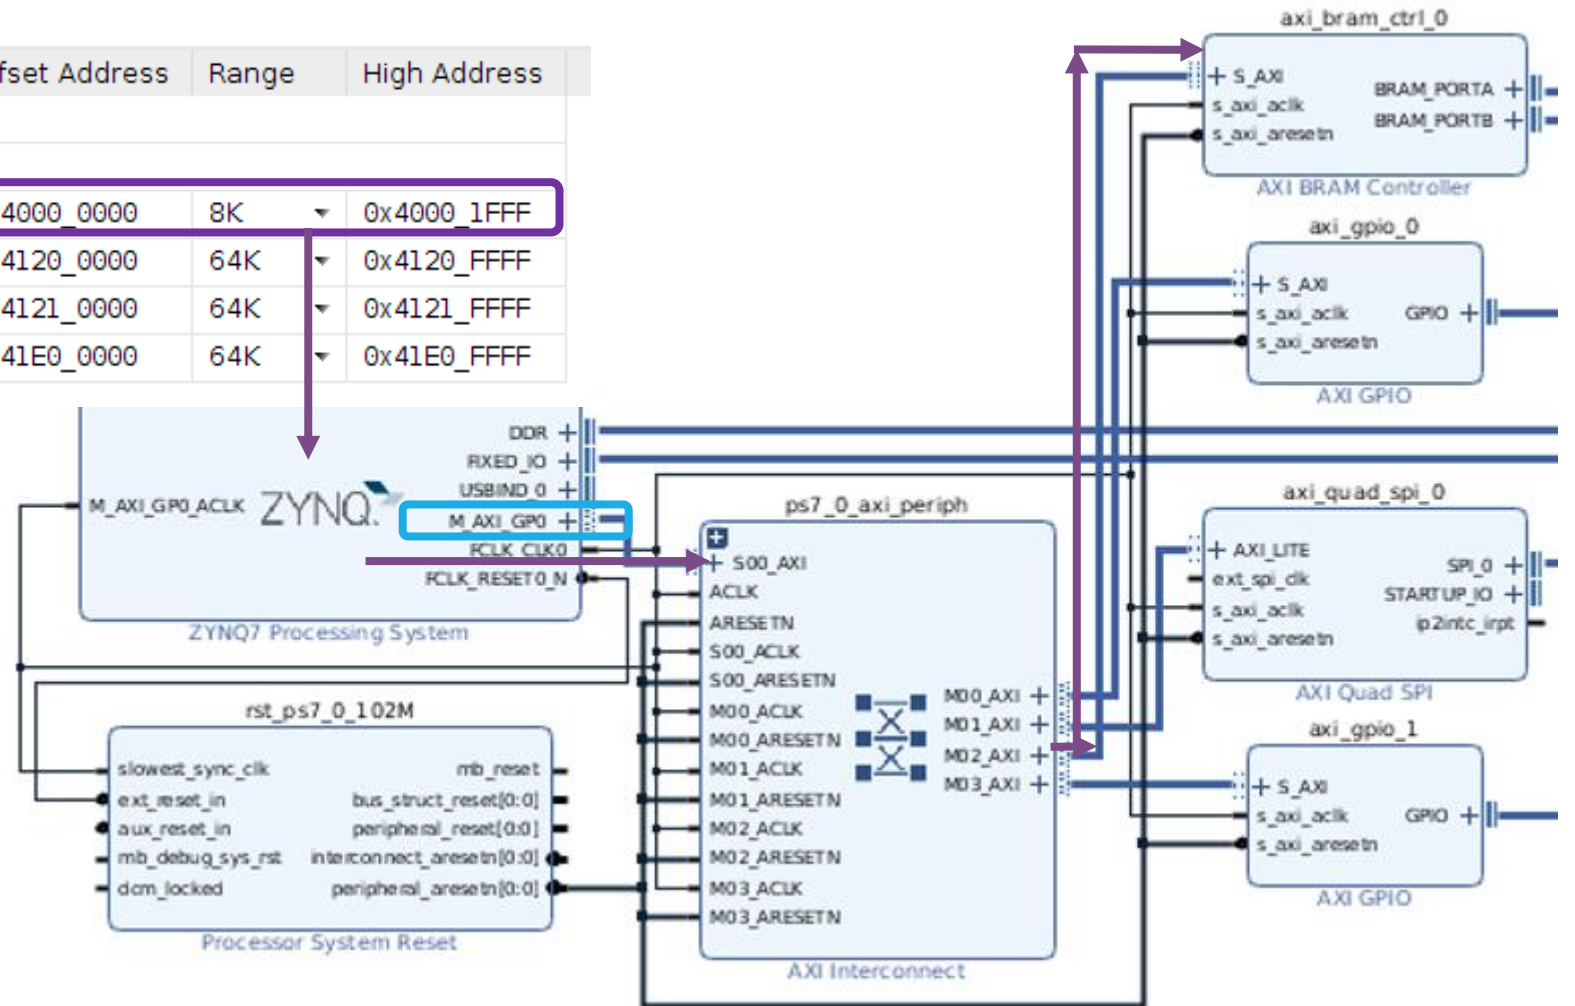 fset Address Range High Address
4000_0000 8K 0x4000_1FFF
4120_0000 64K 0x4120_FFFF
4121_0000 64K 0x4121_FFFF
41E0_0000 64K 0x41E0_FFFF
DDR
FIXED_IO
USBIND_0
M_AXI_GP0_ACLK
ZYNQ.
M_AXI_GP0
FCLK_CLK0
FCLK_RESET0_N
ZYNQ7 Processing System
rst_ps7_0_102M
slowest_sync_clk
ext_reset_in
aux_reset_in
mb_debug_sys_rst
dcm_locked
mb_reset
bus_struct_reset[0:0]
peripheral_reset[0:0]
interconnect_aresetn[0:0]
peripheral_aresetn[0:0]
Processor System Reset
ps7_0_axi_periph
S00_AXI
ACLK
ARESETN
S00_ACLK
S00_ARESETN
M00_ACLK
M00_ARESETN
M01_ACLK
M01_ARESETN
M02_ACLK
M02_ARESETN
M03_ACLK
M03_ARESETN
M00_AXI
M01_AXI
M02_AXI
M03_AXI
AXI Interconnect
axi_bram_ctrl_0
S_AXI
s_axi_aclk
s_axi_aresetn
BRAM_PORTA
BRAM_PORTB
AXI BRAM Controller
axi_gpio_0
S_AXI
s_axi_aclk
s_axi_aresetn
GPIO
AXI GPIO
axi_quad_spi_0
AXI_LITE
ext_spi_clk
s_axi_aclk
s_axi_aresetn
SPI_0
STARTUP_IO
ip2intc_irpt
AXI Quad SPI
axi_gpio_1
S_AXI
s_axi_aclk
s_axi_aresetn
GPIO
AXI GPIO